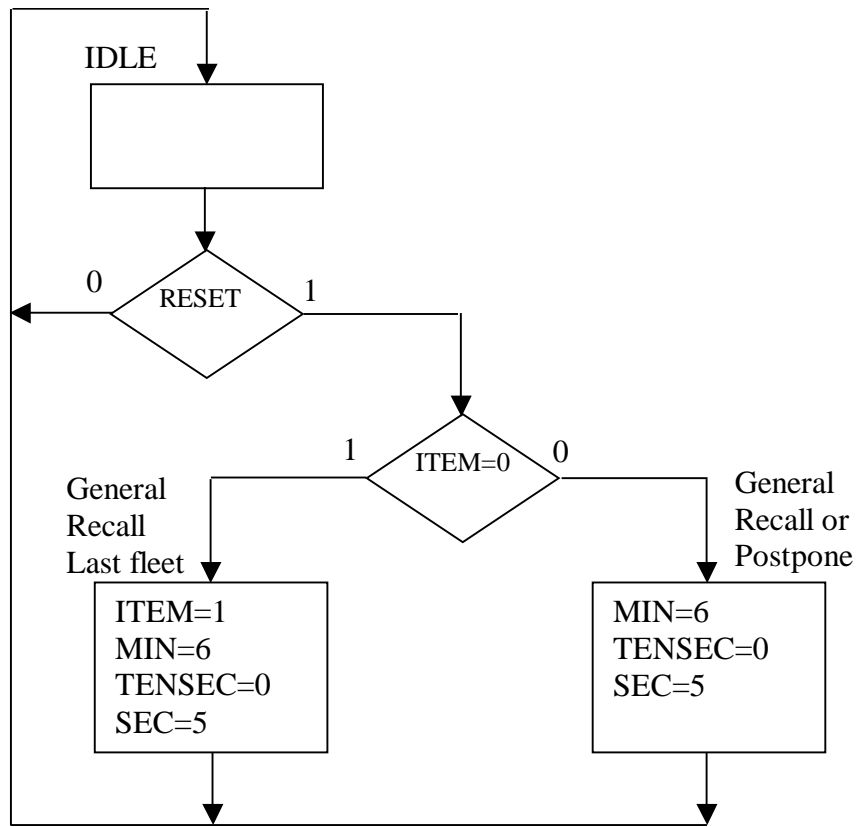 IDLE
0
RESET
1
1
ITEM=0
0
General
Recall
Last fleet
General
Recall or
Postpone
ITEM=1
MIN=6
TENSEC=0
SEC=5
MIN=6
TENSEC=0
SEC=5